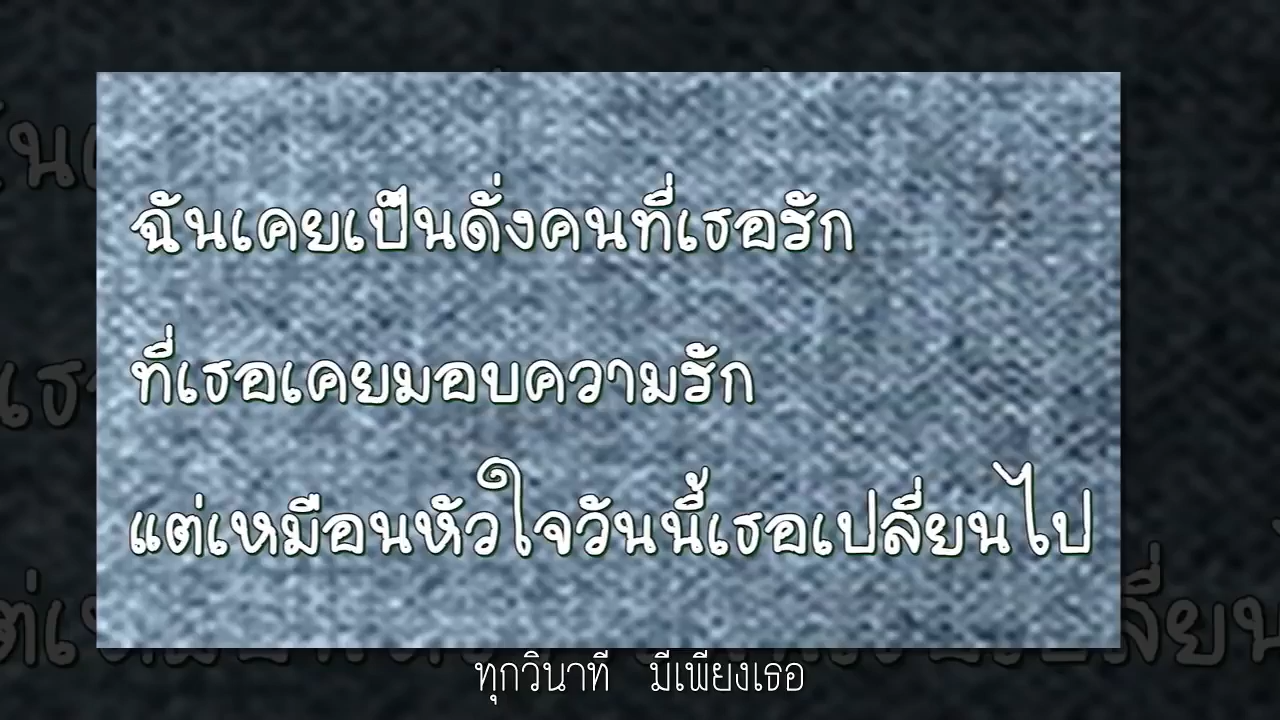 ฉันเคยเป็นดั่งคนที่เธอรัก
ที่เธอเคยมอบความรัก
แต่เหมือนหัวใจวันนี้เธอเปลี่ยนไป
ทุกวินาที มีเพียงเธอ